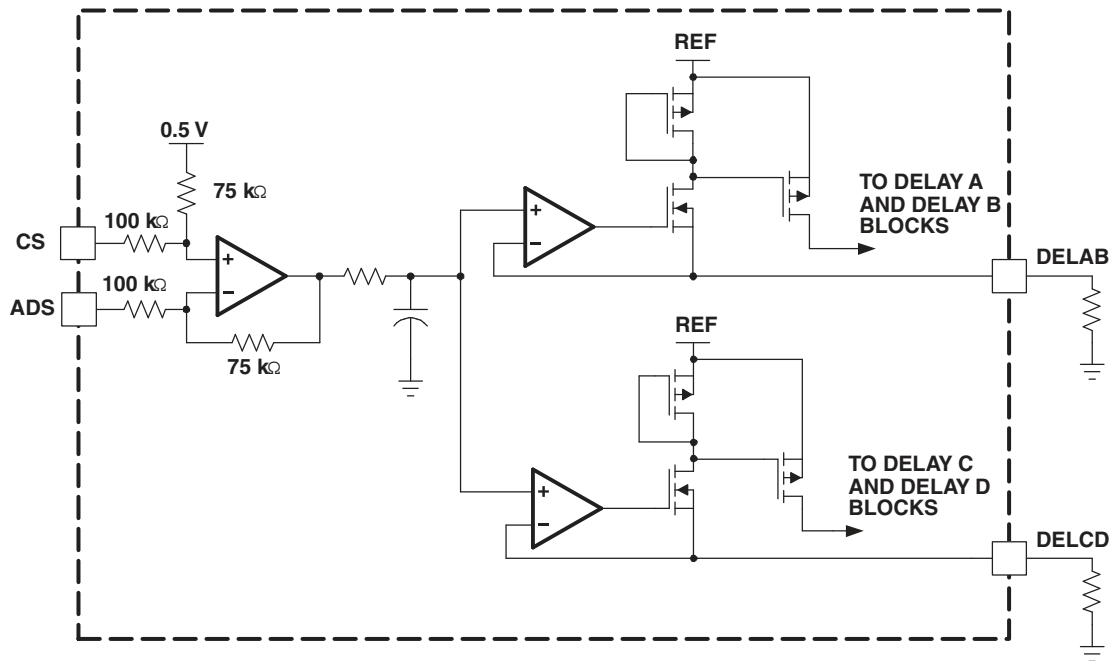 REF
0.5 V
75 kΩ
100 kΩ
CS
+
−
100 kΩ
ADS
75 kΩ
+
−
TO DELAY A
AND DELAY B
BLOCKS
DELAB
REF
+
−
TO DELAY C
AND DELAY D
BLOCKS
DELCD